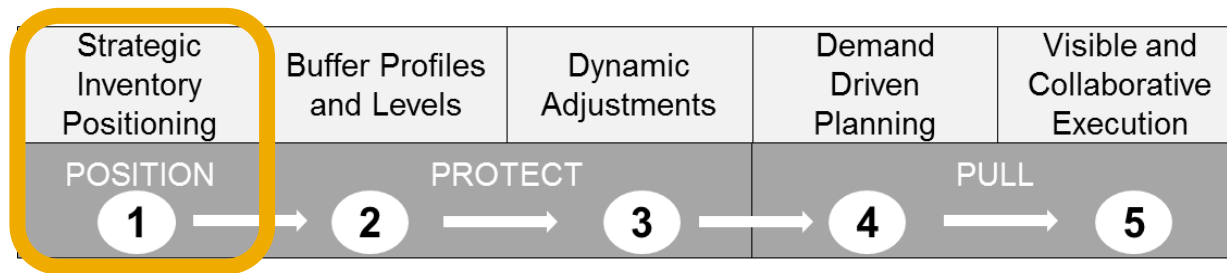 Strategic
Inventory
Positioning
Buffer Profiles
and Levels
Dynamic
Adjustments
Demand
Driven
Planning
Visible and
Collaborative
Execution
POSITION
PROTECT
PULL
1
2
3
4
5